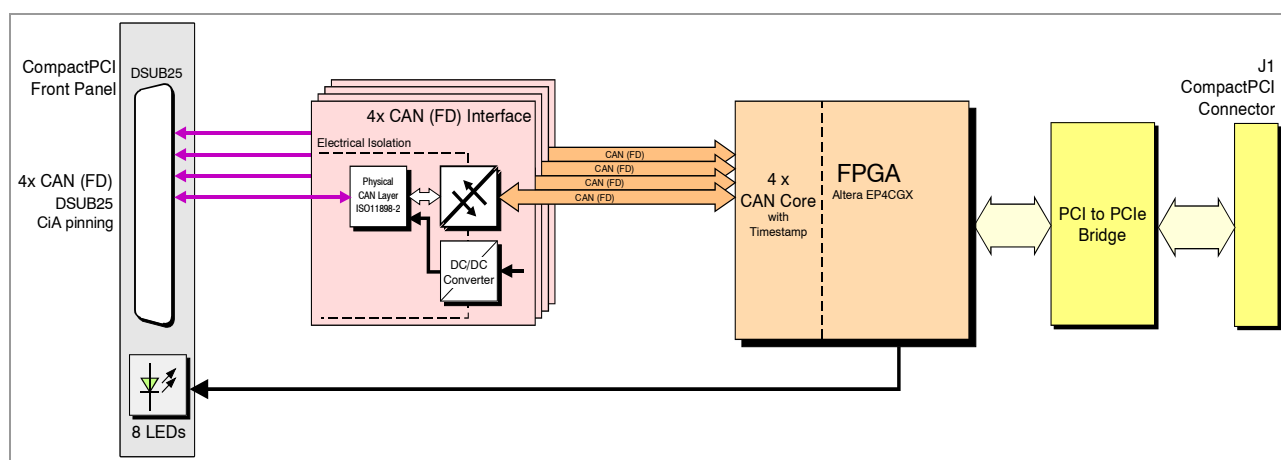 CompactPCI
Front Panel
DSUB25
4x CAN (FD)
DSUB25
CiA pinning
8 LEDs
4x CAN (FD) Interface
Electrical Isolation
Physical
CAN Layer
ISO11898-2
DC/DC
Converter
CAN (FD)
CAN (FD)
CAN (FD)
CAN (FD)
4 x
CAN Core
with
Timestamp
FPGA
Altera EP4CGX
PCI to PCIe
Bridge
J1
CompactPCI
Connector